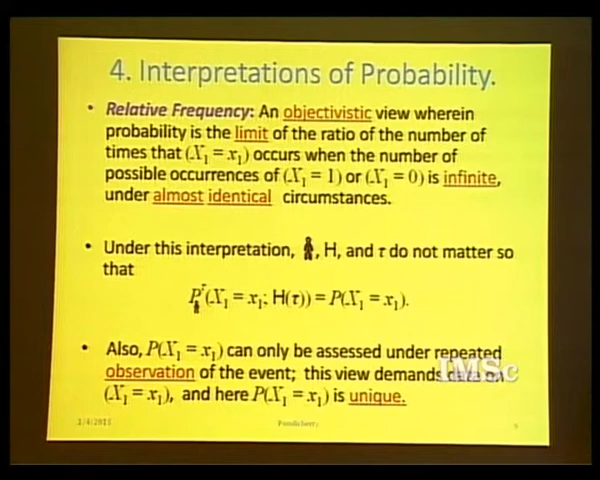 4. Interpretations of Probability.
• Relative Frequency: An objectivistic view wherein
probability is the limit of the ratio of the number of
times that (X₁ = x₁) occurs when the number of
possible occurrences of (X₁ = 1) or (X₁ = 0) is infinite,
under almost identical circumstances.
• Under this interpretation, , H, and τ do not matter so
that
P^τ(X₁ = x₁; H(τ)) = P(X₁ = x₁).
• Also, P(X₁ = x₁) can only be assessed under repeated
observation of the event; this view demands data on
(X₁ = x₁), and here P(X₁ = x₁) is unique.
IMSc
Pondicherry